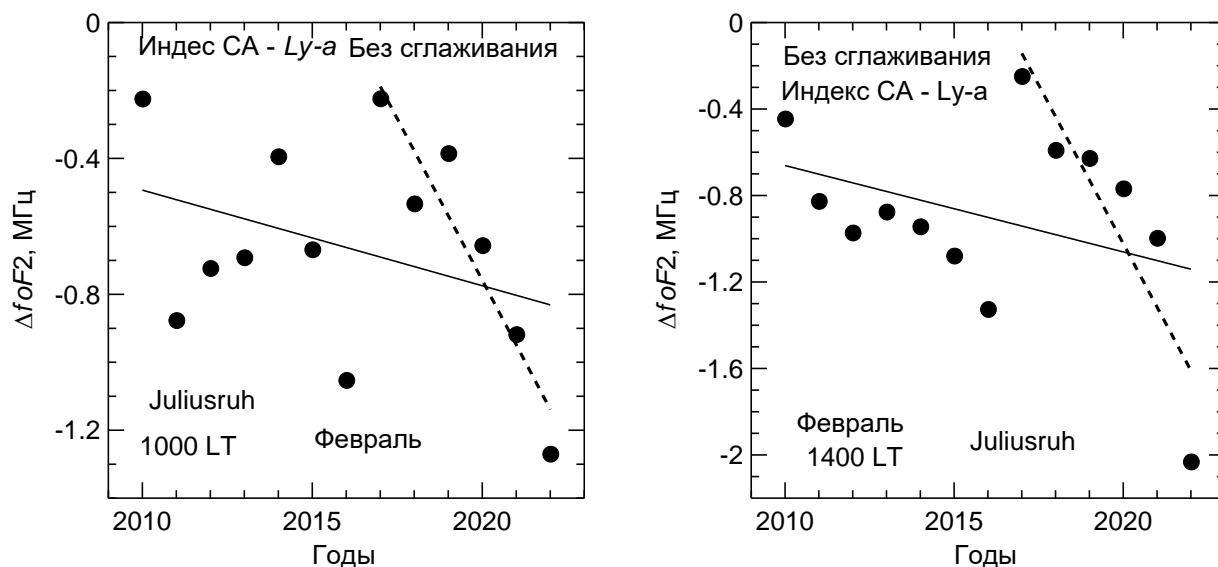 0
-0.4
-0.8
-1.2
ΔfoF2, МГц
Индес СА - Ly-a Без сглаживания
Juliusruh
1000 LT
Февраль
2010 2015 2020
Годы
0
-0.4
-0.8
-1.2
-1.6
-2
ΔfoF2, МГц
Без сглаживания
Индекс СА - Ly-a
Февраль
1400 LT
Juliusruh
2010 2015 2020
Годы